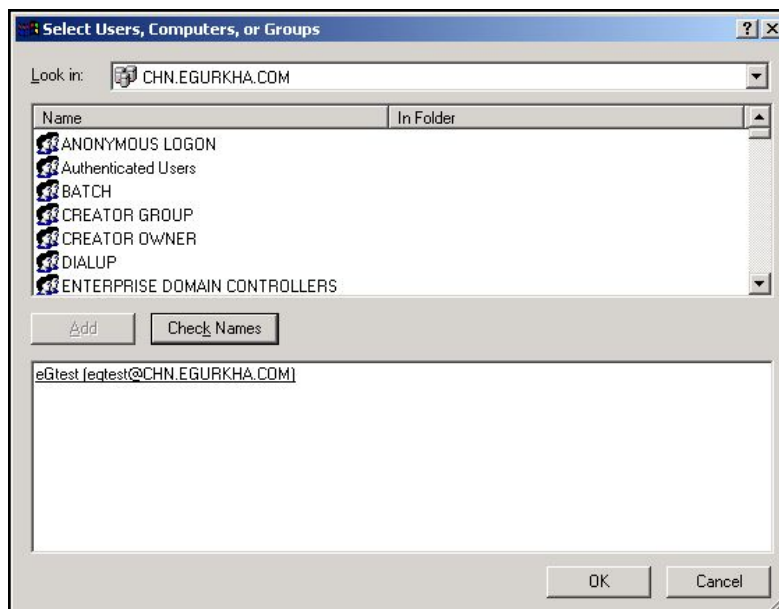 Select Users, Computers, or Groups
Look in: CHN.EGURKHA.COM
Name In Folder
ANONYMOUS LOGON
Authenticated Users
BATCH
CREATOR GROUP
CREATOR OWNER
DIALUP
ENTERPRISE DOMAIN CONTROLLERS
Add Check Names
eGtest (eqtest@CHN.EGURKHA.COM)
OK Cancel